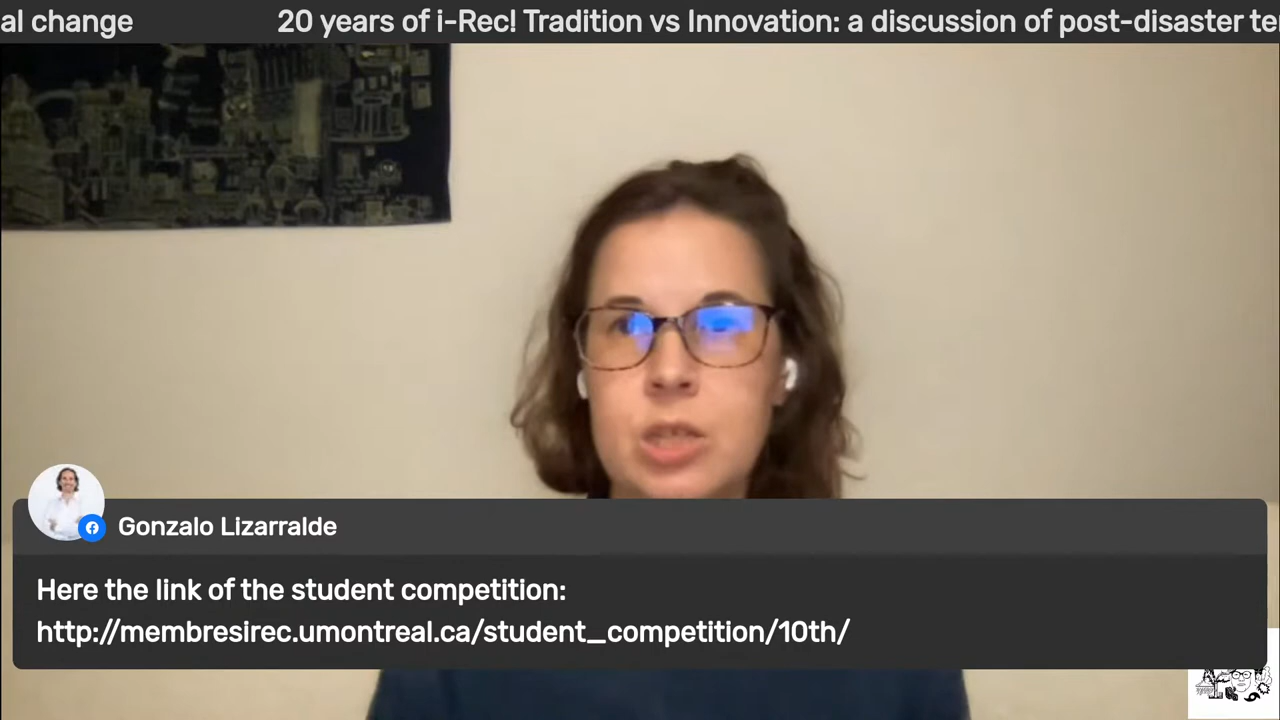 al change 20 years of i-Rec! Tradition vs Innovation: a discussion of post-disaster
Gonzalo Lizarralde
Here the link of the student competition:
http://membresirec.umontreal.ca/student_competition/10th/